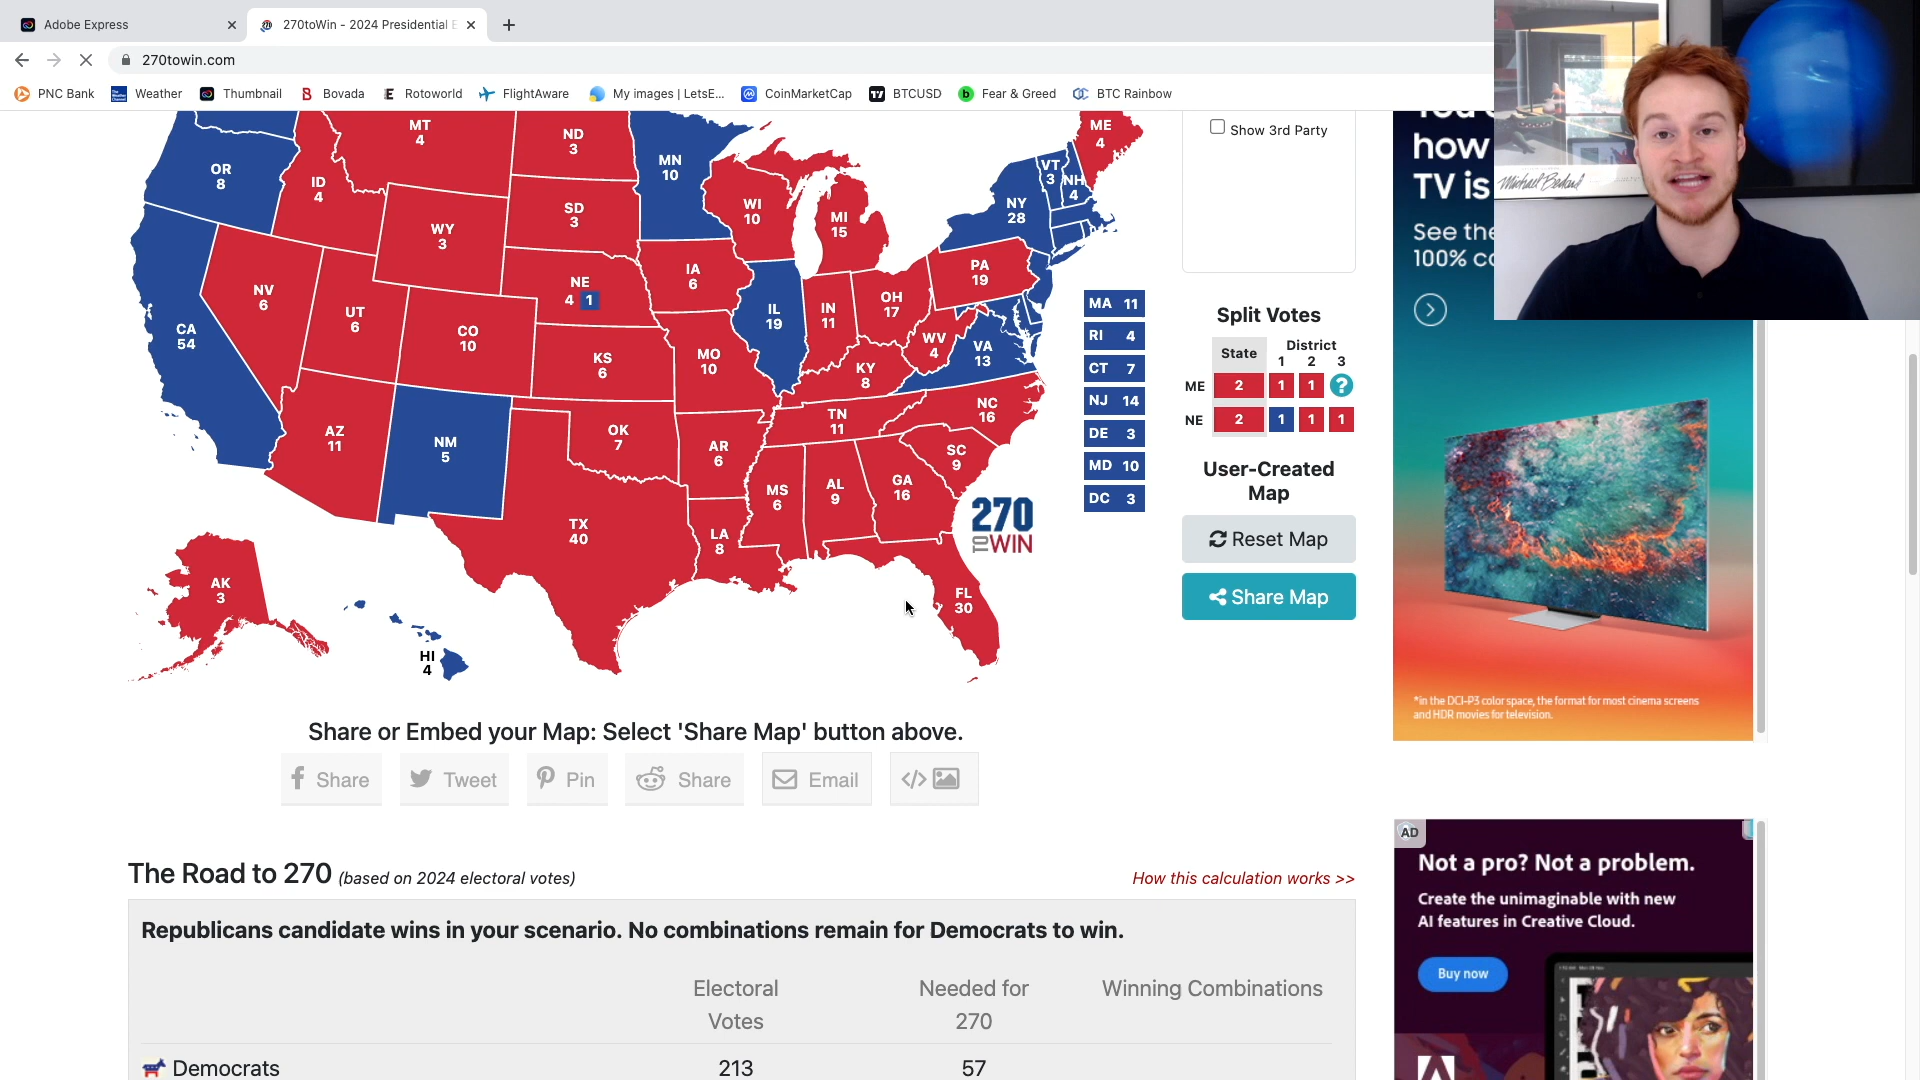 Adobe Express
270toWin - 2024 Presidential E
270towin.com
PNC Bank
Weather
Thumbnail
Bovada
Rotoworld
FlightAware
My images | LetsE...
CoinMarketCap
BTCUSD
Fear & Greed
BTC Rainbow
MT
4
ND
3
MN
10
ME
4
OR
8
ID
4
VT
3
NH
4
WI
10
MI
15
NY
28
SD
3
WY
3
IA
6
PA
19
NE
4 1
NV
6
UT
6
CO
10
IL
19
IN
11
OH
17
WV
4
VA
13
CA
54
KS
6
MO
10
KY
8
NC
16
TN
11
AZ
11
NM
5
OK
7
AR
6
SC
9
MS
6
AL
9
GA
16
TX
40
LA
8
FL
30
AK
3
HI
4
MA 11
RI 4
CT 7
NJ 14
DE 3
MD 10
DC 3
270
TO WIN
Show 3rd Party
Split Votes
State
District
1 2 3
ME 2 1 1 ?
NE 2 1 1 1
User-Created
Map
Reset Map
Share Map
how
TV is
See the
100% co
*in the DCI-P3 color space, the format for most cinema screens
and HDR movies for television.
Michael Bedard
Share or Embed your Map: Select 'Share Map' button above.
Share
Tweet
Pin
Share
Email
The Road to 270 (based on 2024 electoral votes)
How this calculation works >>
Republicans candidate wins in your scenario. No combinations remain for Democrats to win.
Electoral
Votes
Needed for
270
Winning Combinations
Democrats 213 57
AD
Not a pro? Not a problem.
Create the unimaginable with new
AI features in Creative Cloud.
Buy now